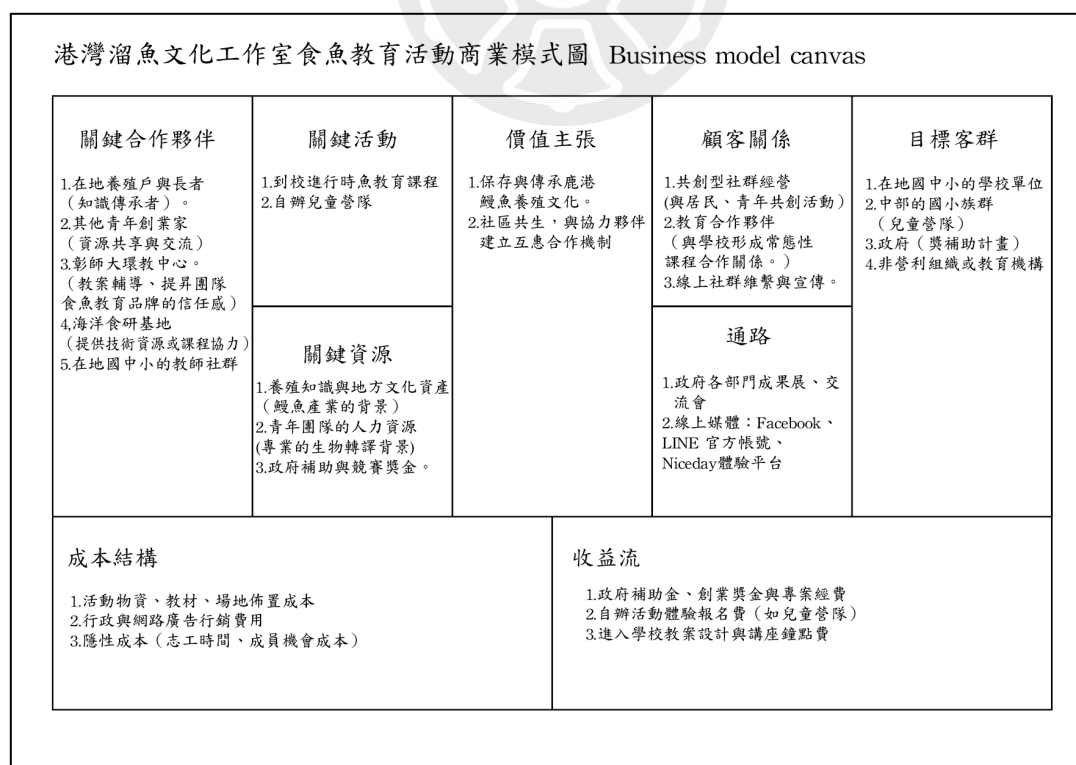 港灣溜魚文化工作室食魚教育活動商業模式圖 Business model canvas
關鍵合作夥伴
1.在地養殖戶與長者
（知識傳承者）。
2.其他青年創業家
（資源共享與交流）
3.彰師大環教中心。
（教案輔導、提昇團隊
食魚教育品牌的信任感）
4,海洋食研基地
（提供技術資源或課程協力）
5.在地國中小的教師社群
關鍵活動
1.到校進行時魚教育課程
2.自辦兒童營隊
關鍵資源
1.養殖知識與地方文化資產
（鰻魚產業的背景）
2.青年團隊的人力資源
(專業的生物轉譯背景)
3.政府補助與競賽獎金。
價值主張
1.保存與傳承鹿港
鰻魚養殖文化。
2.社區共生，與協力夥伴
建立互惠合作機制
顧客關係
1.共創型社群經營
(與居民、青年共創活動）
2.教育合作夥伴
（與學校形成常態性
課程合作關係。）
3.線上社群維繫與宣傳。
通路
1.政府各部門成果展、交
流會
2.線上媒體：Facebook、
LINE 官方帳號、
Niceday體驗平台
目標客群
1.在地國中小的學校單位
2.中部的國小族群
（兒童營隊）
3.政府（獎補助計畫）
4.非營利組織或教育機構
成本結構
1.活動物資、教材、場地佈置成本
2.行政與網路廣告行銷費用
3.隱性成本（志工時間、成員機會成本）
收益流
1.政府補助金、創業獎金與專案經費
2.自辦活動體驗報名費（如兒童營隊）
3.進入學校教案設計與講座鐘點費